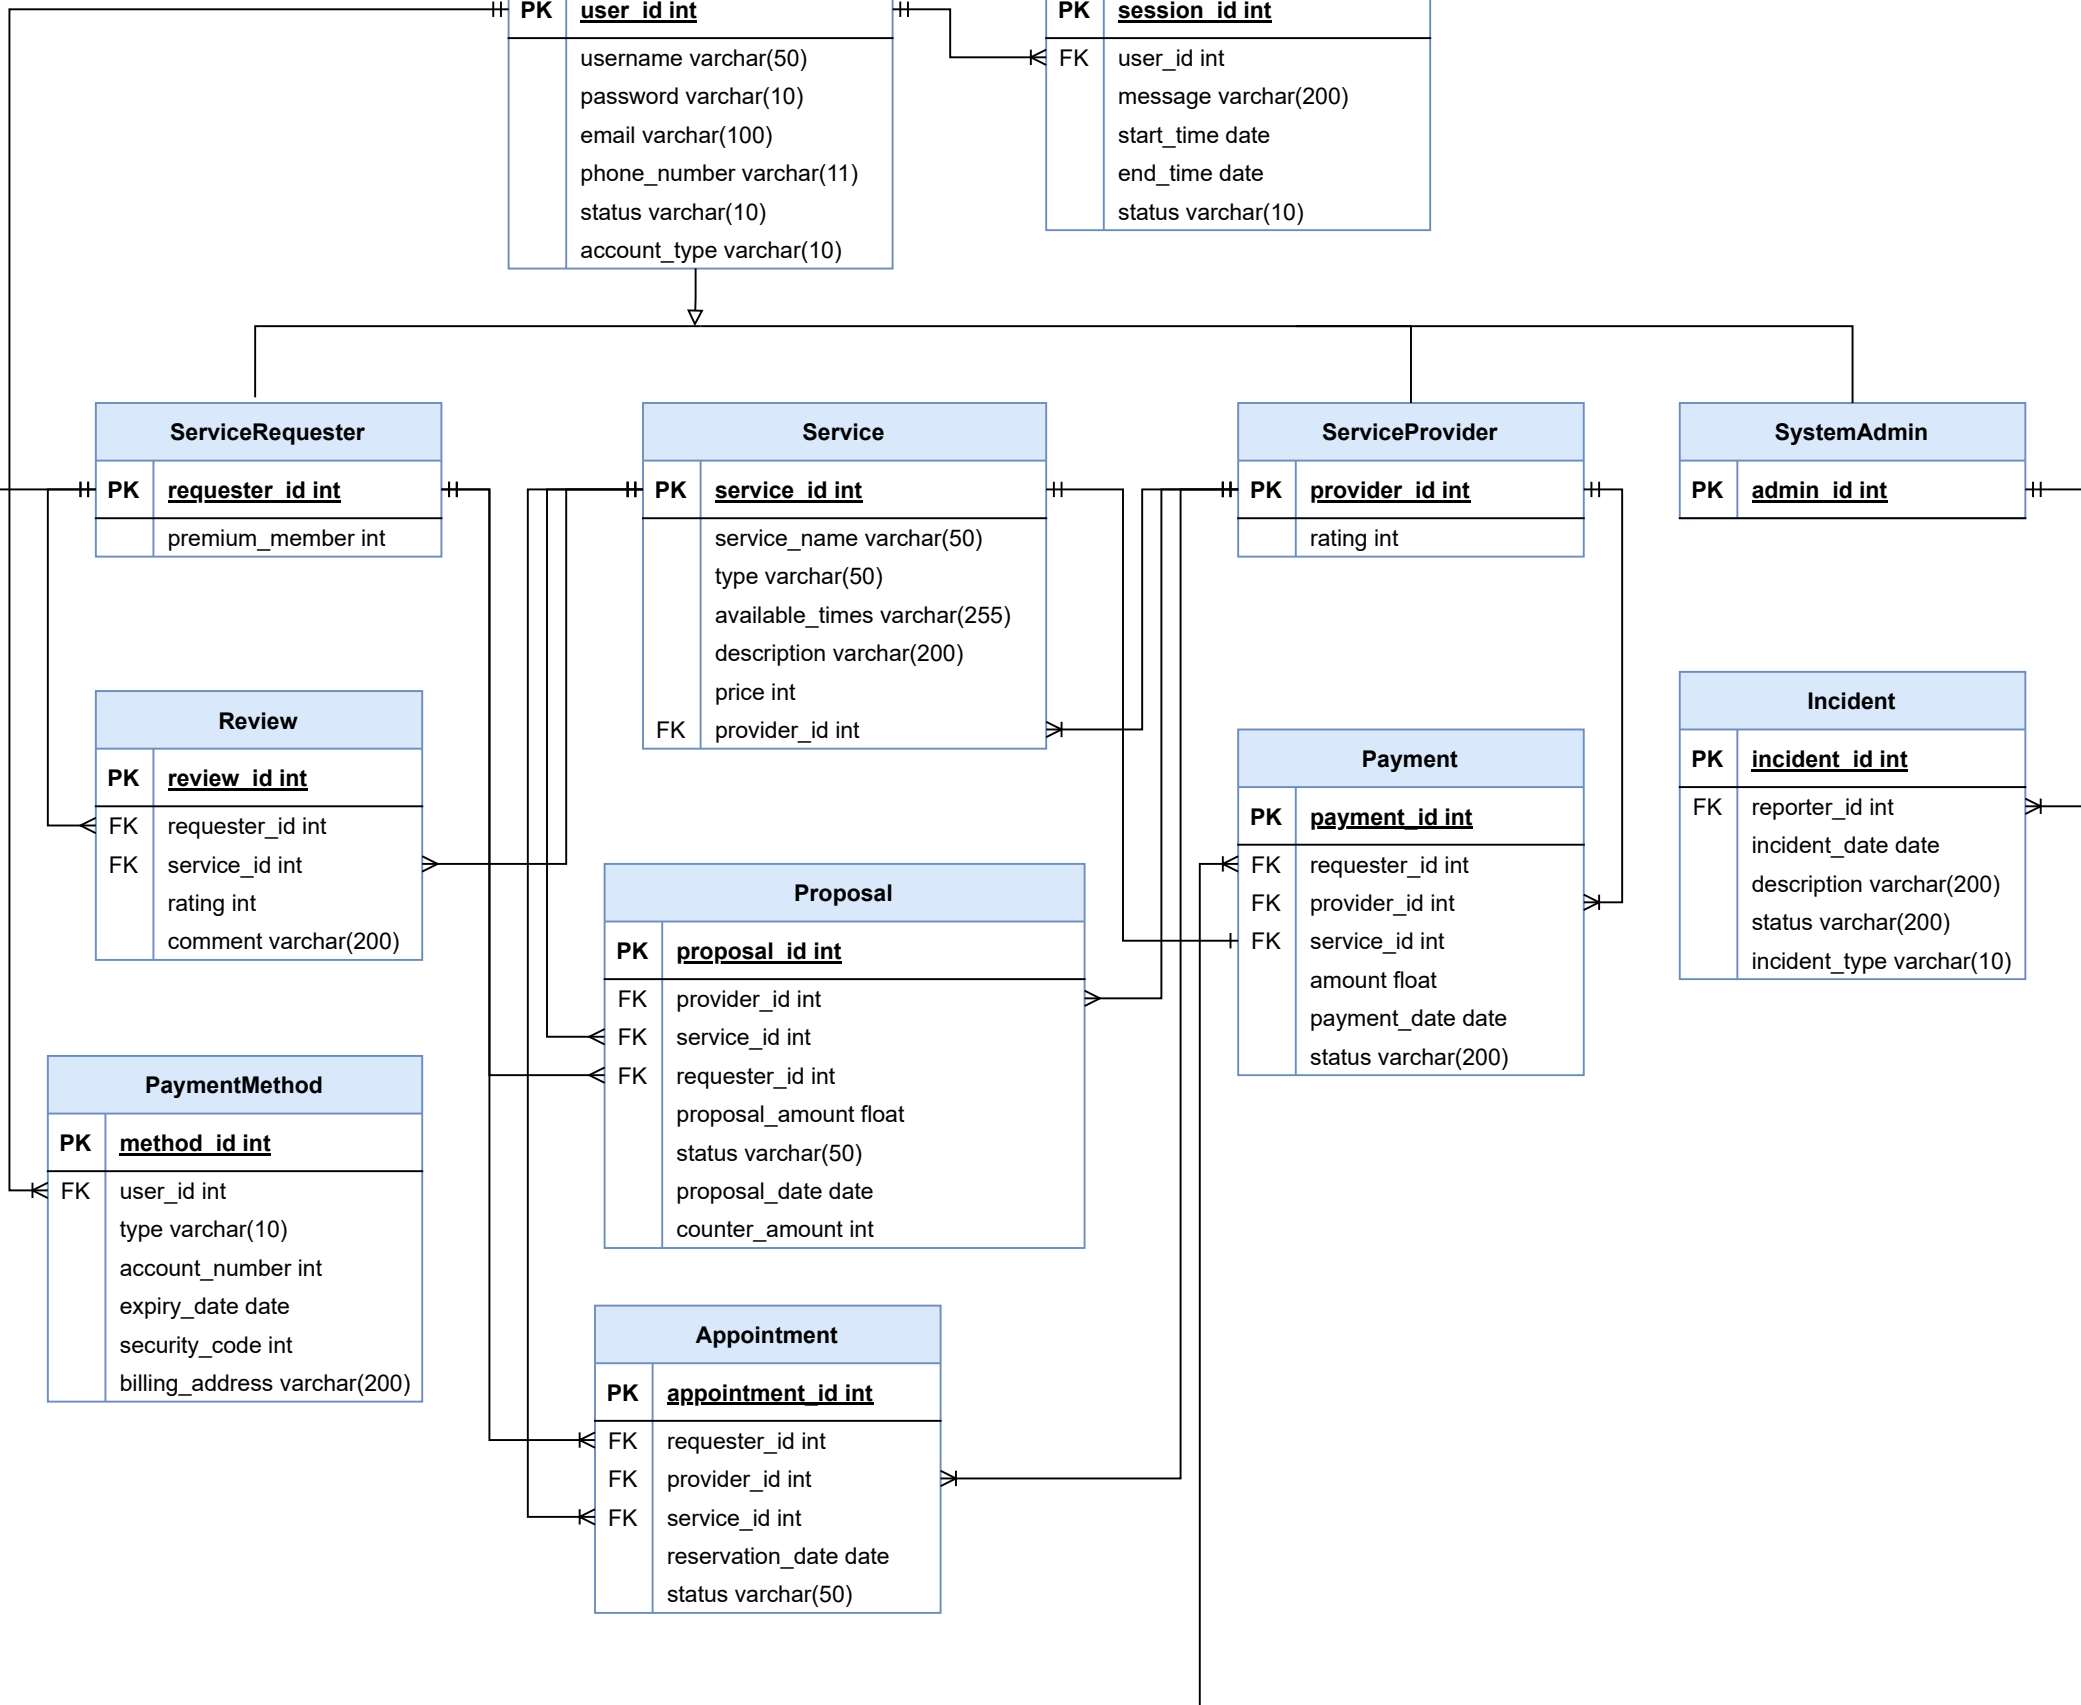 PK user_id int
username varchar(50)
password varchar(10)
email varchar(100)
phone_number varchar(11)
status varchar(10)
account_type varchar(10)
PK session_id int
FK user_id int
message varchar(200)
start_time date
end_time date
status varchar(10)
ServiceRequester
PK requester_id int
premium_member int
Service
PK service_id int
service_name varchar(50)
type varchar(50)
available_times varchar(255)
description varchar(200)
price int
FK provider_id int
ServiceProvider
PK provider_id int
rating int
SystemAdmin
PK admin_id int
Review
PK review_id int
FK requester_id int
FK service_id int
rating int
comment varchar(200)
Proposal
PK proposal_id int
FK provider_id int
FK service_id int
FK requester_id int
proposal_amount float
status varchar(50)
proposal_date date
counter_amount int
Payment
PK payment_id int
FK requester_id int
FK provider_id int
FK service_id int
amount float
payment_date date
status varchar(200)
Incident
PK incident_id int
FK reporter_id int
incident_date date
description varchar(200)
status varchar(200)
incident_type varchar(10)
PaymentMethod
PK method_id int
FK user_id int
type varchar(10)
account_number int
expiry_date date
security_code int
billing_address varchar(200)
Appointment
PK appointment_id int
FK requester_id int
FK provider_id int
FK service_id int
reservation_date date
status varchar(50)